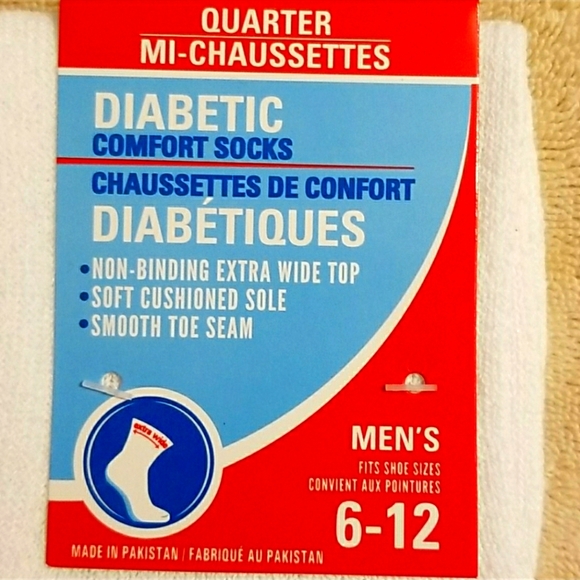 QUARTER
MI-CHAUSSETTES
DIABETIC
COMFORT SOCKS
CHAUSSETTES DE CONFORT
DIABÉTIQUES
•NON-BINDING EXTRA WIDE TOP
•SOFT CUSHIONED SOLE
•SMOOTH TOE SEAM
extra wide
MEN'S
FITS SHOE SIZES
CONVIENT AUX POINTURES
6-12
MADE IN PAKISTAN / FABRIQUÉ AU PAKISTAN